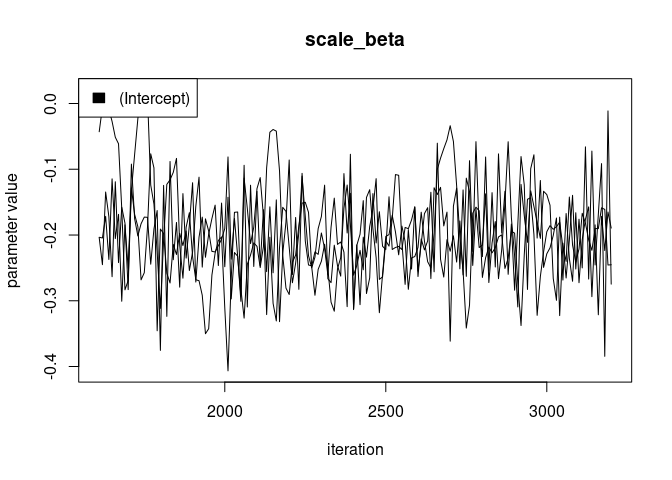 scale_beta
(Intercept)
0.0
-0.1
-0.2
-0.3
-0.4
parameter value
2000
2500
3000
iteration